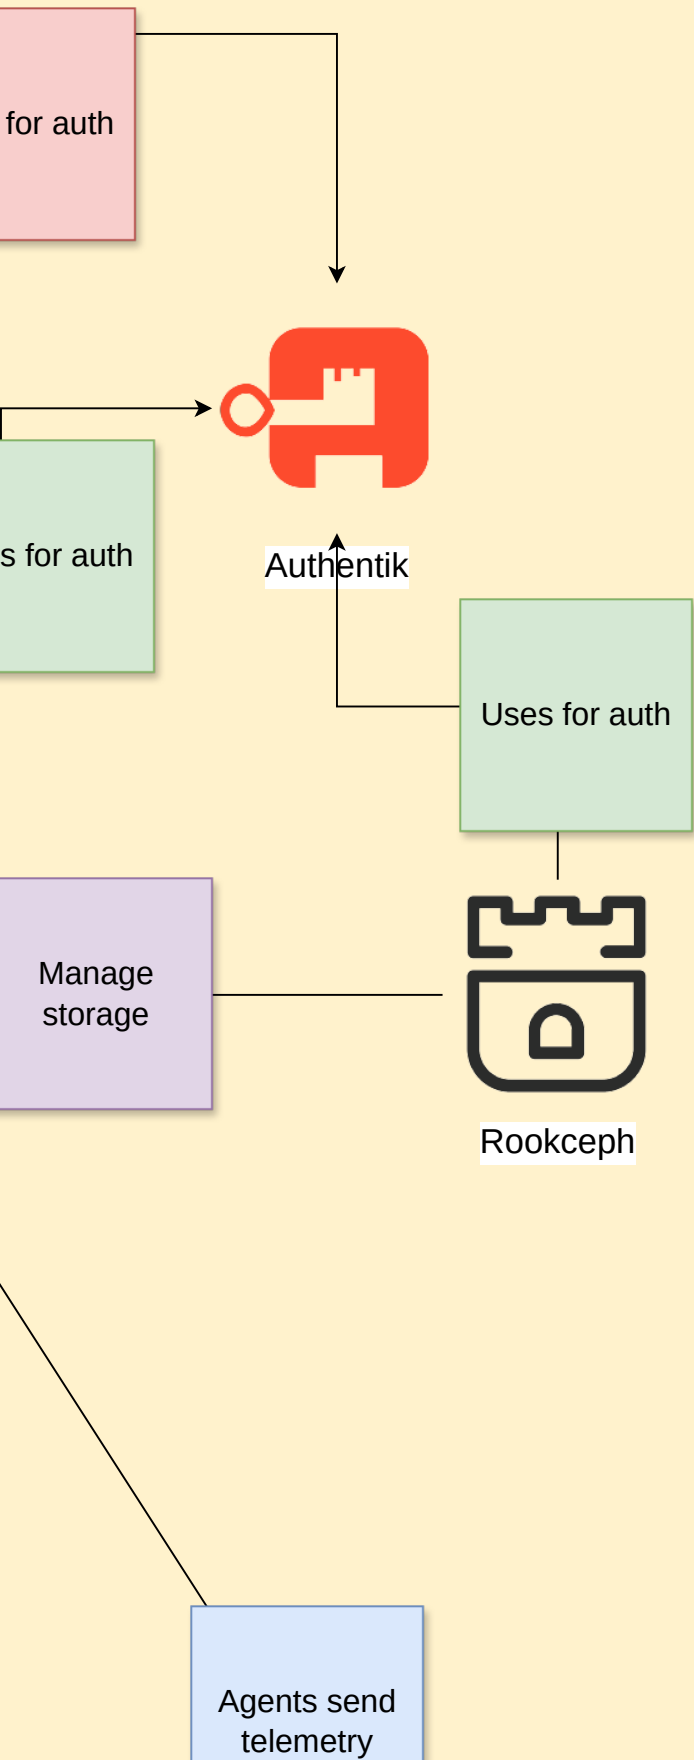 for auth
s for auth
Authentik
Uses for auth
Manage
storage
Rookceph
Agents send
telemetry